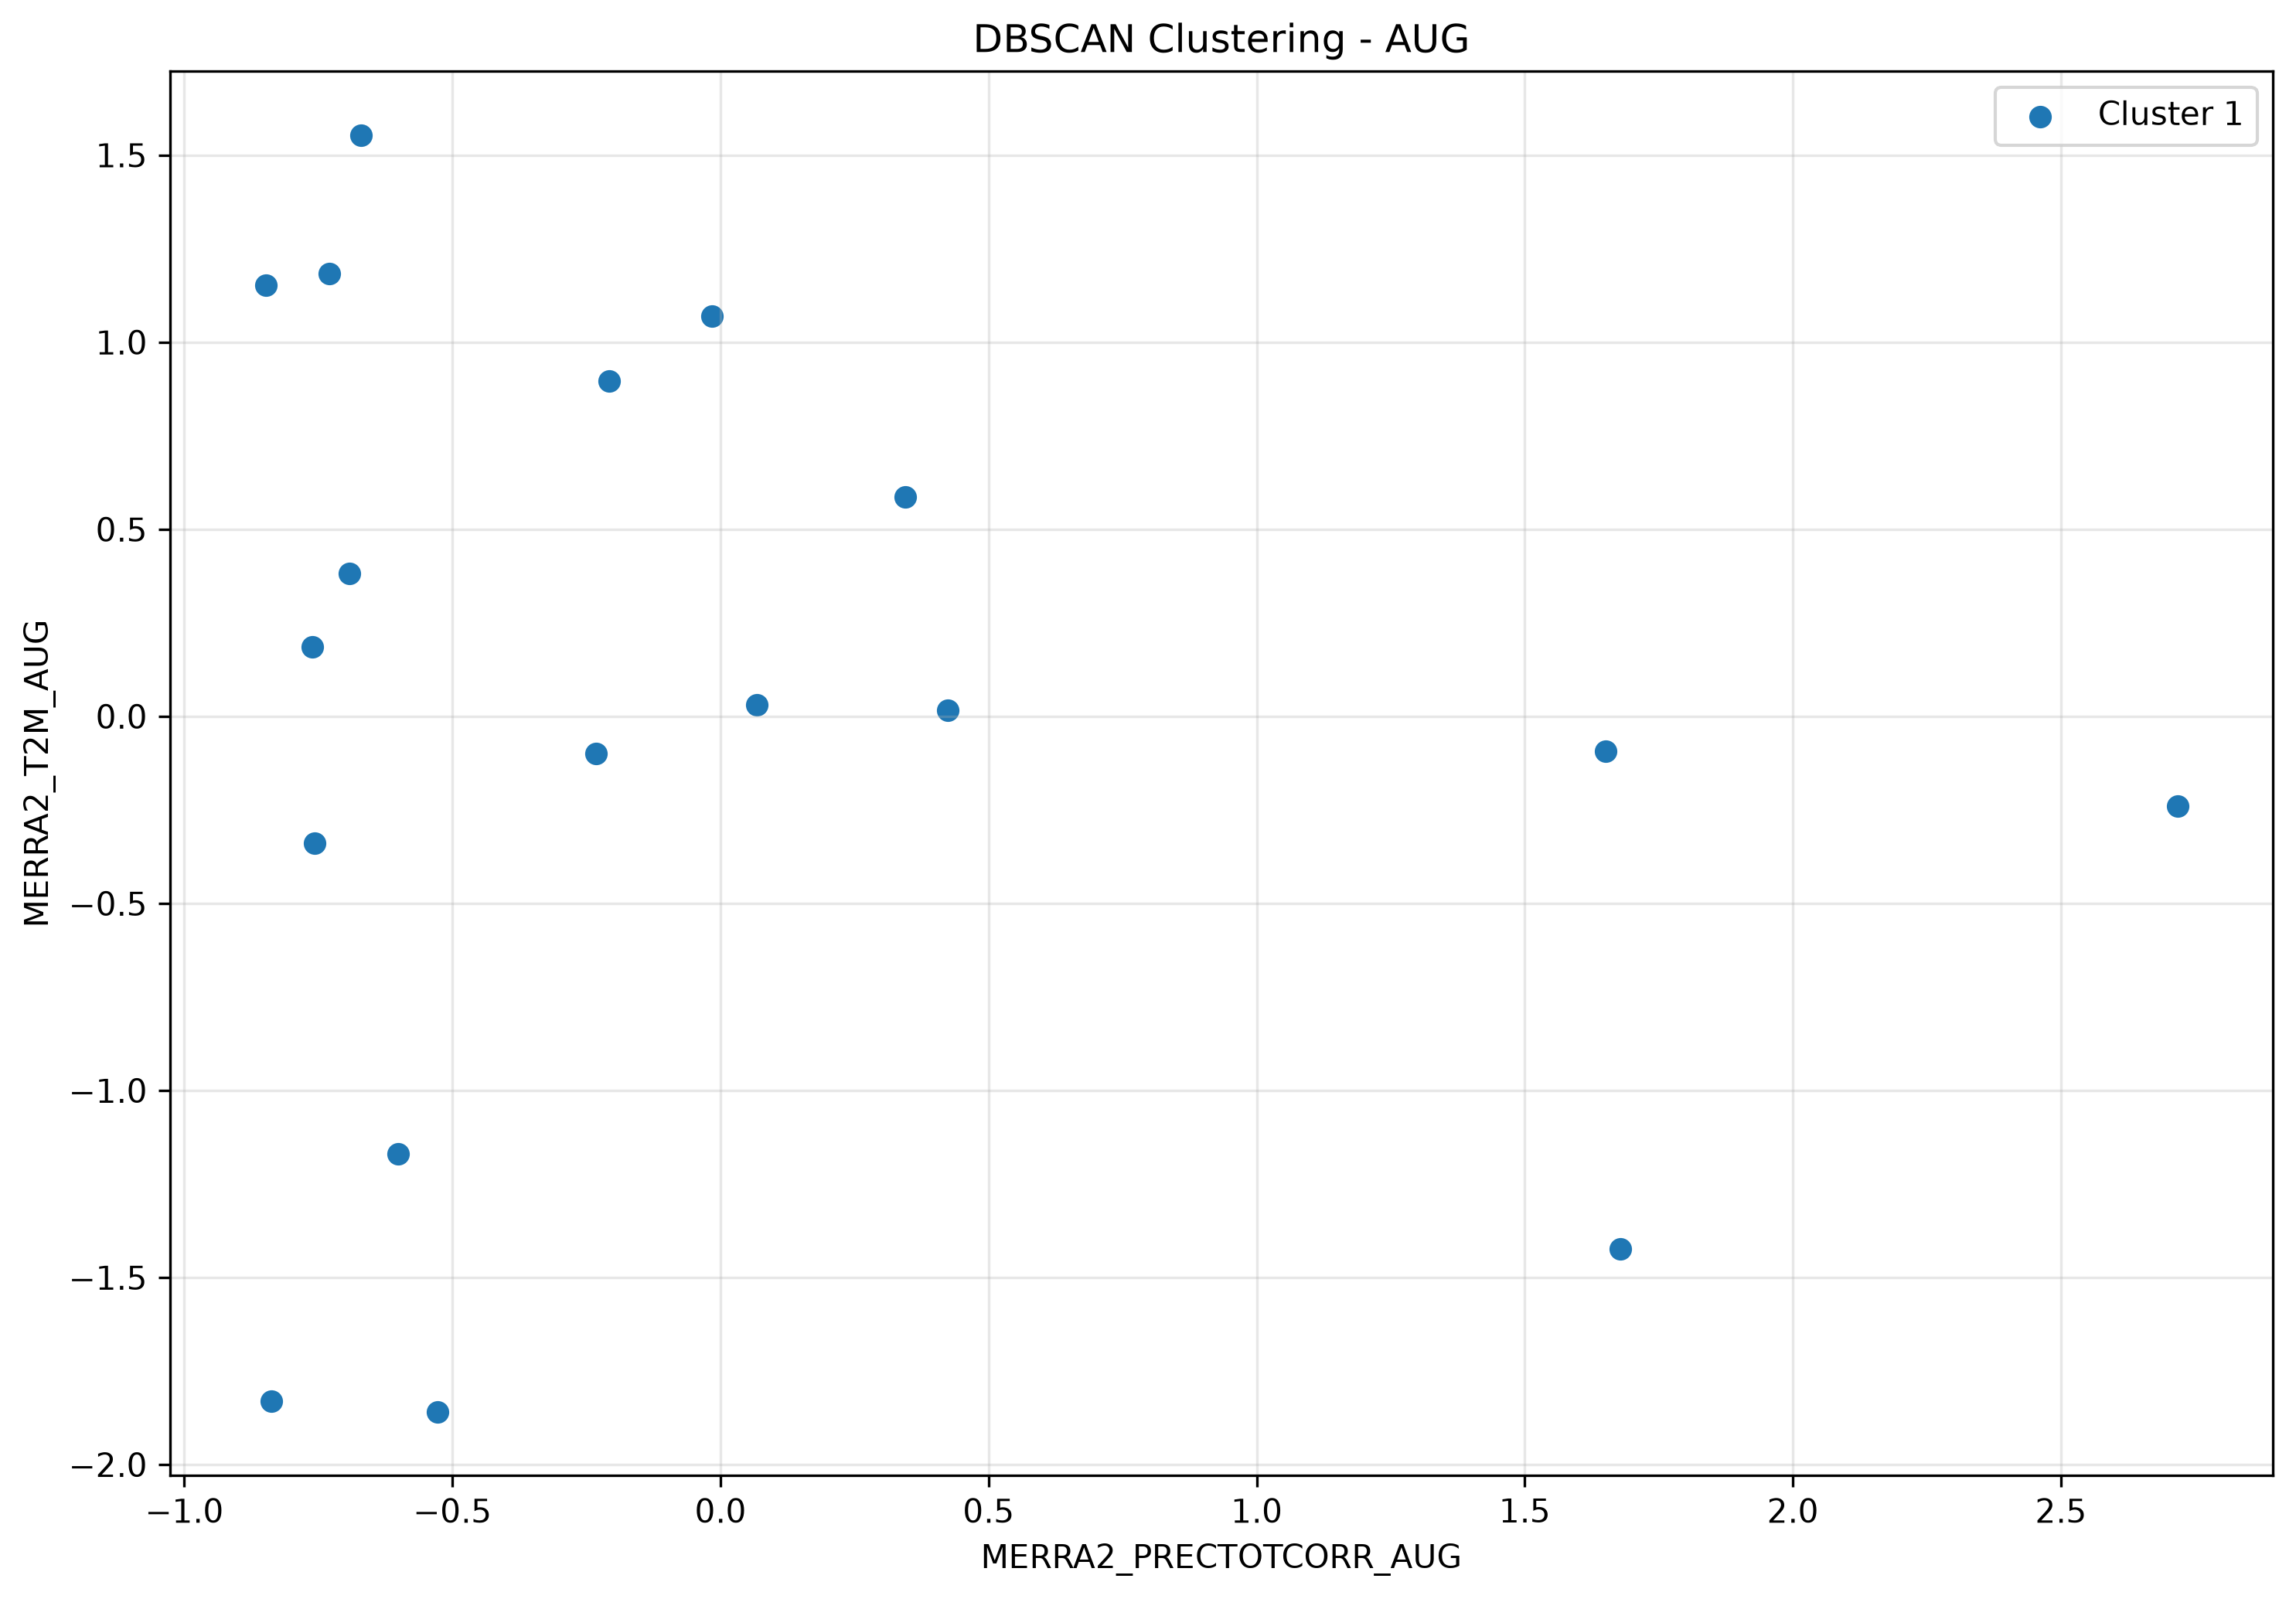 DBSCAN Clustering - AUG
Cluster 1
1.5
1.0
0.5
0.0
−0.5
−1.0
−1.5
−2.0
MERRA2_T2M_AUG
−1.0 −0.5 0.0 0.5 1.0 1.5 2.0 2.5
MERRA2_PRECTOTCORR_AUG